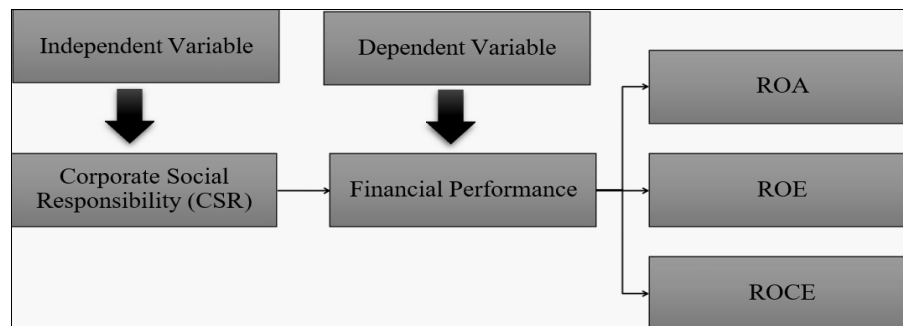 Independent Variable
Dependent Variable
ROA
Corporate Social
Responsibility (CSR)
Financial Performance
ROE
ROCE